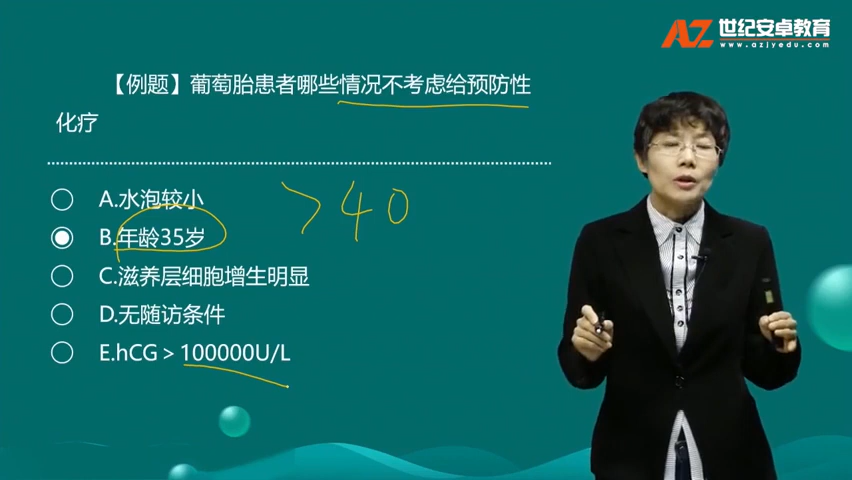 AZ 世纪安卓教育
www.azjyedu.com
【例题】葡萄胎患者哪些情况不考虑给预防性
化疗
A.水泡较小
>40
B.年龄35岁
C.滋养层细胞增生明显
D.无随访条件
E.hCG > 100000U/L